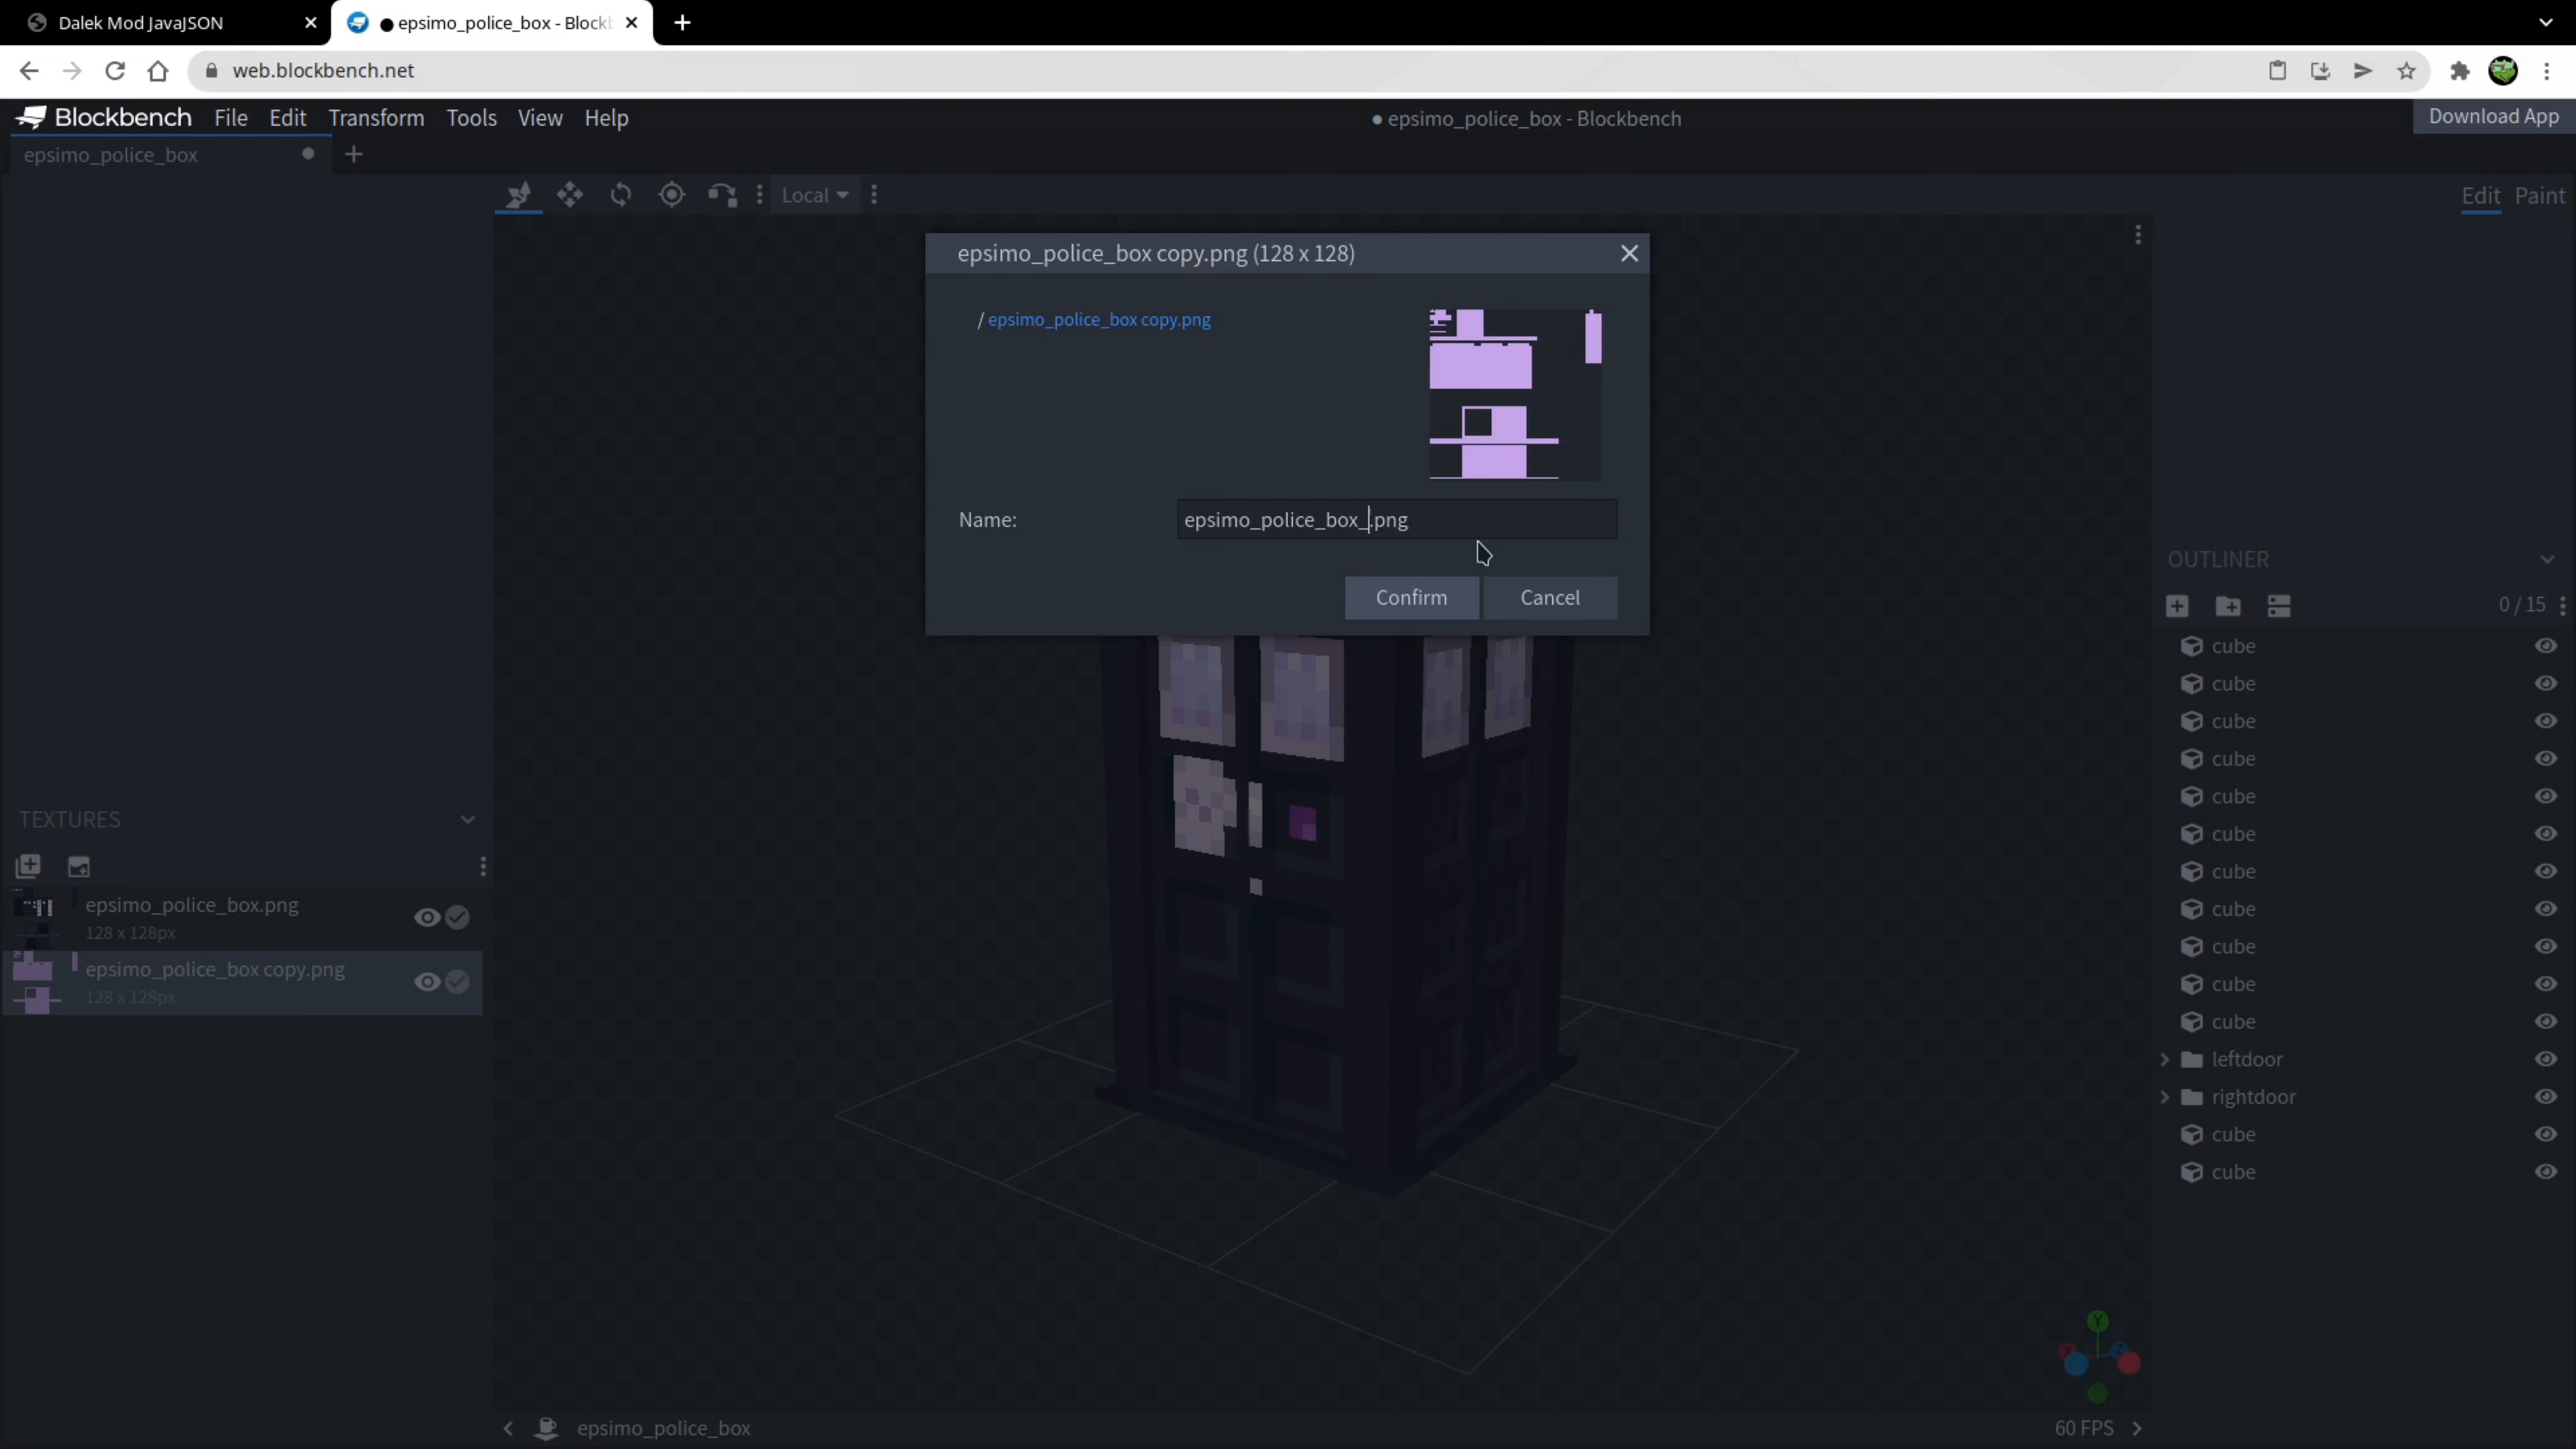 Dalek Mod JavaJSON
epsimo_police_box - Blockb
web.blockbench.net
Blockbench File Edit Transform Tools View Help
epsimo_police_box - Blockbench
Download App
epsimo_police_box
Local
Edit Paint
epsimo_police_box copy.png (128 x 128)
/ epsimo_police_box copy.png
Name: epsimo_police_box_.png
Confirm Cancel
OUTLINER
0 / 15
cube
cube
cube
cube
cube
cube
cube
cube
cube
cube
cube
leftdoor
rightdoor
cube
cube
TEXTURES
epsimo_police_box.png
128 x 128px
epsimo_police_box copy.png
128 x 128px
Y
X
Z
epsimo_police_box
60 FPS